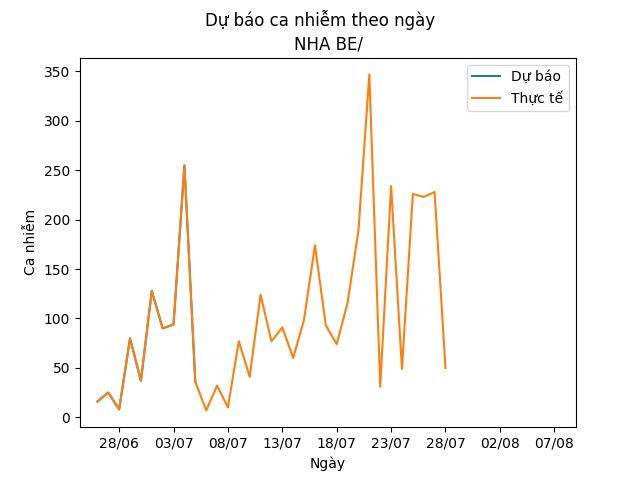 Dự báo ca nhiễm theo ngày
NHA BE/
350
300
250
200
150
100
50
0
Ca nhiễm
Dự báo
Thực tế
28/06 03/07 08/07 13/07 18/07 23/07 28/07 02/08 07/08
Ngày